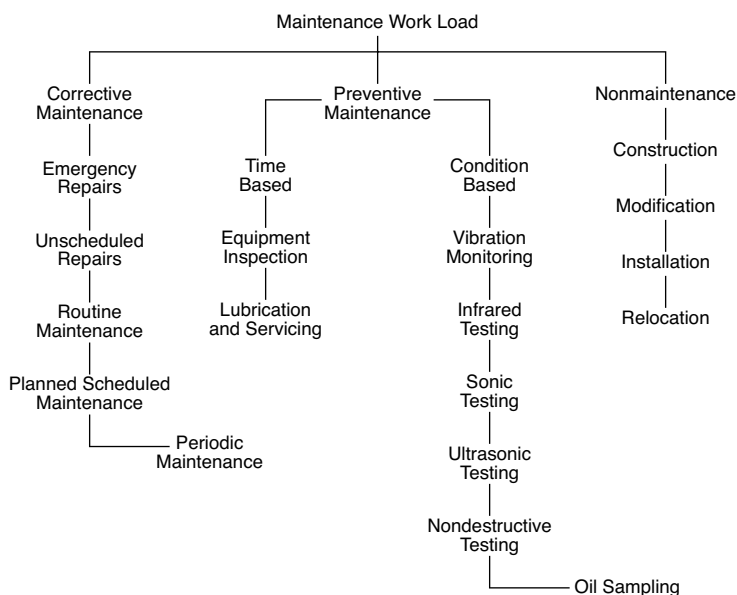 Maintenance Work Load
Corrective
Maintenance
Emergency
Repairs
Unscheduled
Repairs
Routine
Maintenance
Planned Scheduled
Maintenance
Periodic
Maintenance
Preventive
Maintenance
Time
Based
Equipment
Inspection
Lubrication
and Servicing
Condition
Based
Vibration
Monitoring
Infrared
Testing
Sonic
Testing
Ultrasonic
Testing
Nondestructive
Testing
Oil Sampling
Nonmaintenance
Construction
Modification
Installation
Relocation